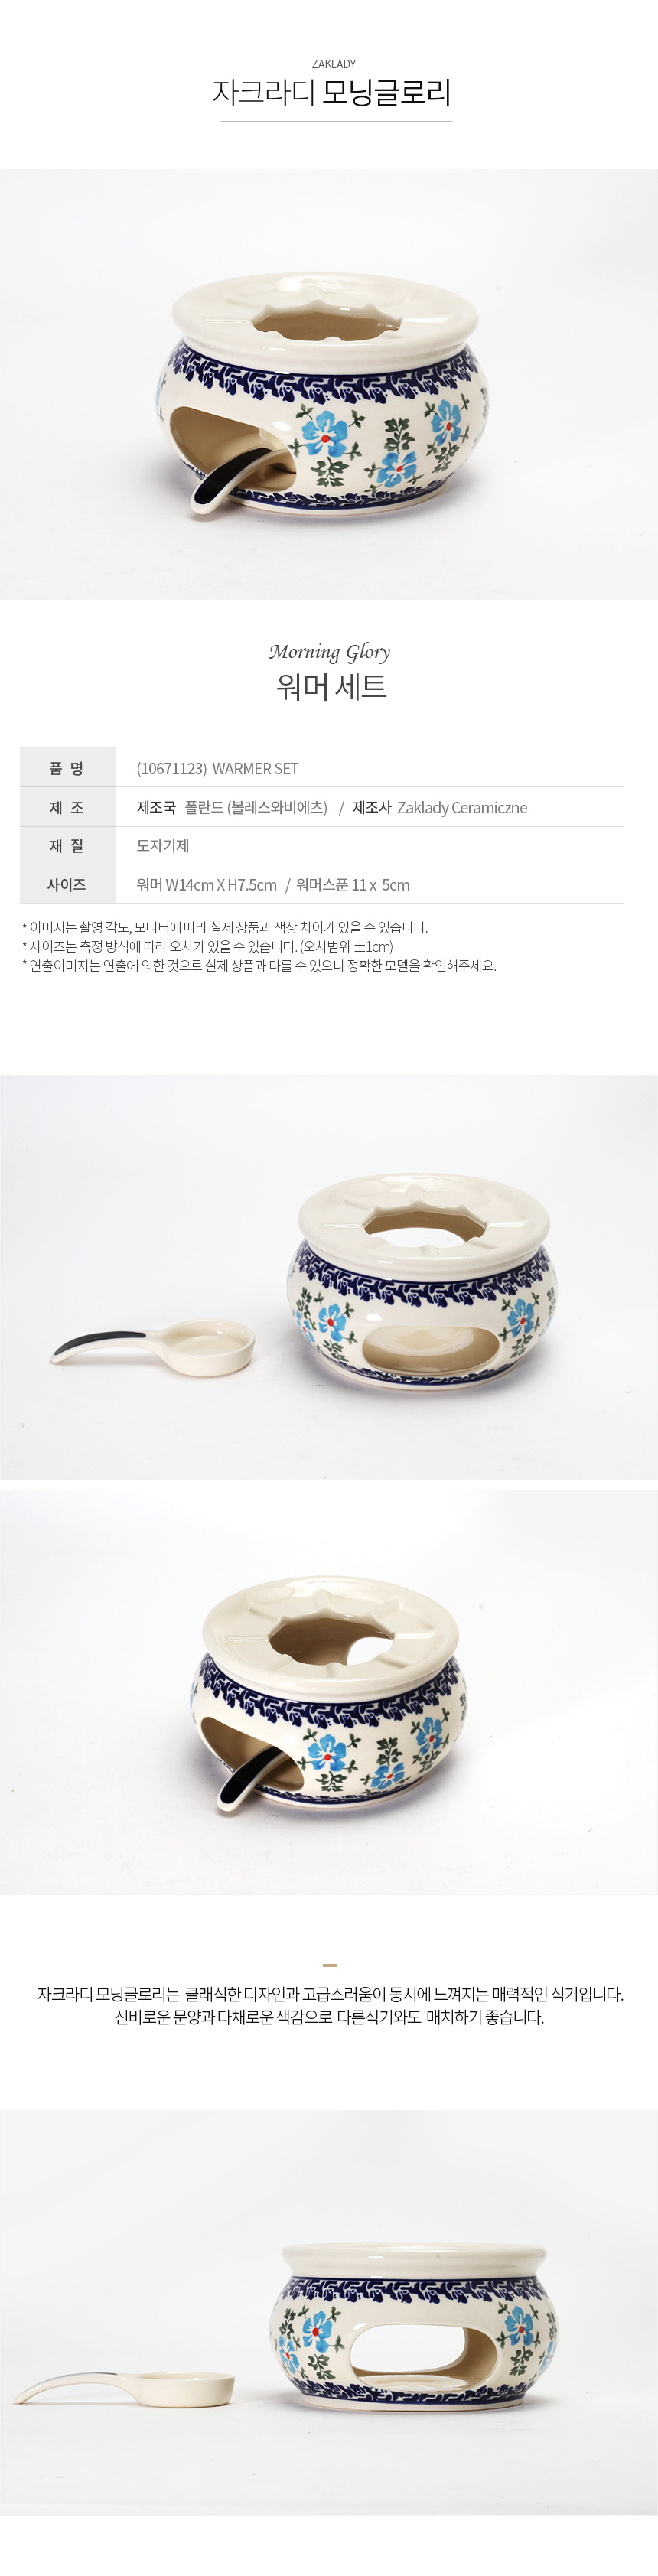 ZAKLADY
자크라디 모닝글로리
Morning Glory
워머 세트
품 명 (10671123) WARMER SET
제 조 제조국 폴란드 (볼레스와비에츠) / 제조사 Zaklady Ceramiczne
재 질 도자기제
사이즈 워머 W14cm X H7.5cm / 워머스푼 11 x 5cm
* 이미지는 촬영 각도, 모니터에 따라 실제 상품과 색상 차이가 있을 수 있습니다.
* 사이즈는 측정 방식에 따라 오차가 있을 수 있습니다. (오차범위 ±1cm)
* 연출이미지는 연출에 의한 것으로 실제 상품과 다를 수 있으니 정확한 모델을 확인해주세요.
자크라디 모닝글로리는 클래식한 디자인과 고급스러움이 동시에 느껴지는 매력적인 식기입니다.
신비로운 문양과 다채로운 색감으로 다른식기와도 매치하기 좋습니다.